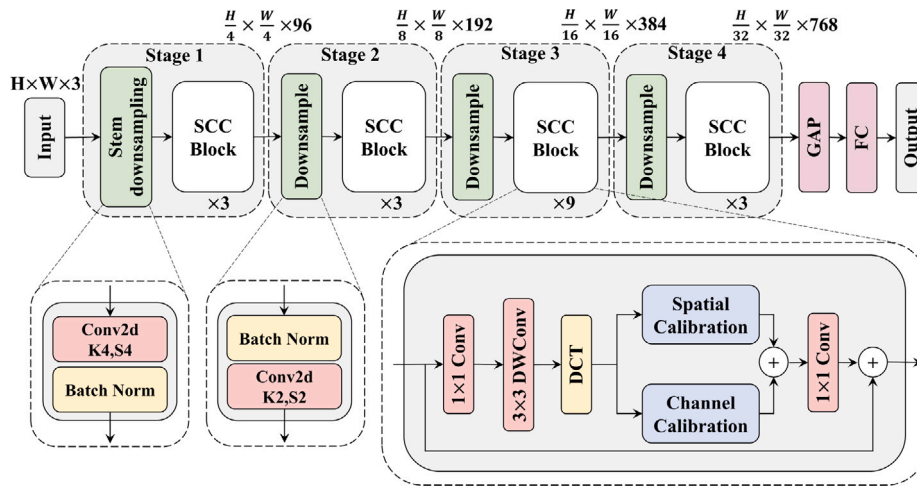 H/4 × W/4 ×96
H/8 × W/8 ×192
H/16 × W/16 ×384
H/32 × W/32 ×768
Stage 1
Stage 2
Stage 3
Stage 4
H×W×3
Input
Stem
downsampling
SCC
Block
×3
Downsample
SCC
Block
×3
Downsample
SCC
Block
×9
Downsample
SCC
Block
×3
GAP
FC
Output
Conv2d
K4,S4
Batch Norm
Batch Norm
Conv2d
K2,S2
1×1 Conv
3×3 DWConv
DCT
Spatial
Calibration
Channel
Calibration
+
1×1 Conv
+